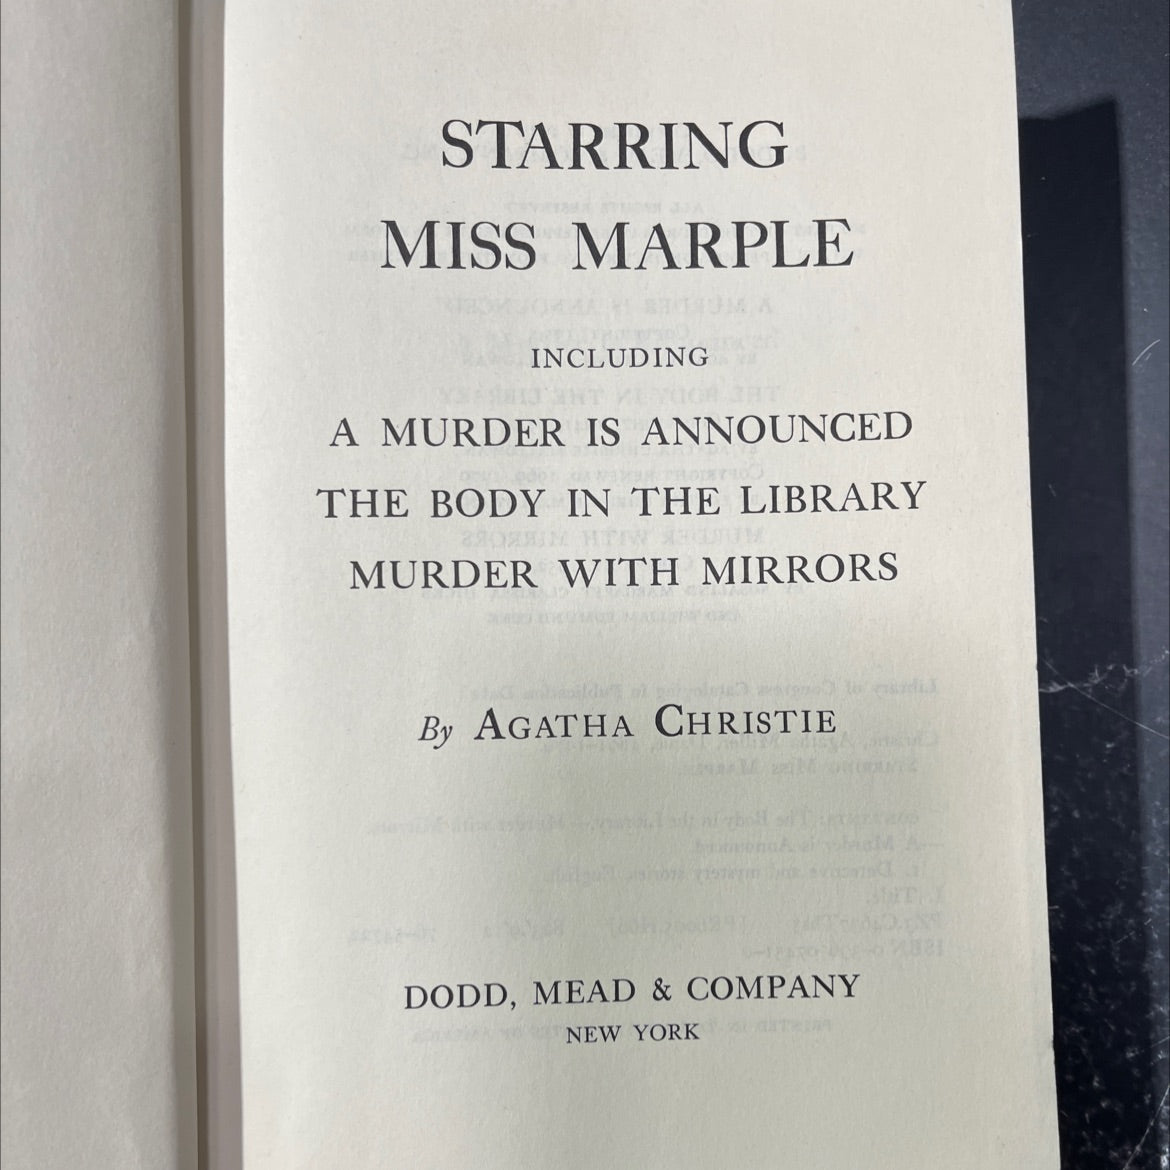 STARRING
MISS MARPLE
INCLUDING
A MURDER IS ANNOUNCED
THE BODY IN THE LIBRARY
MURDER WITH MIRRORS
By AGATHA CHRISTIE
DODD, MEAD & COMPANY
NEW YORK